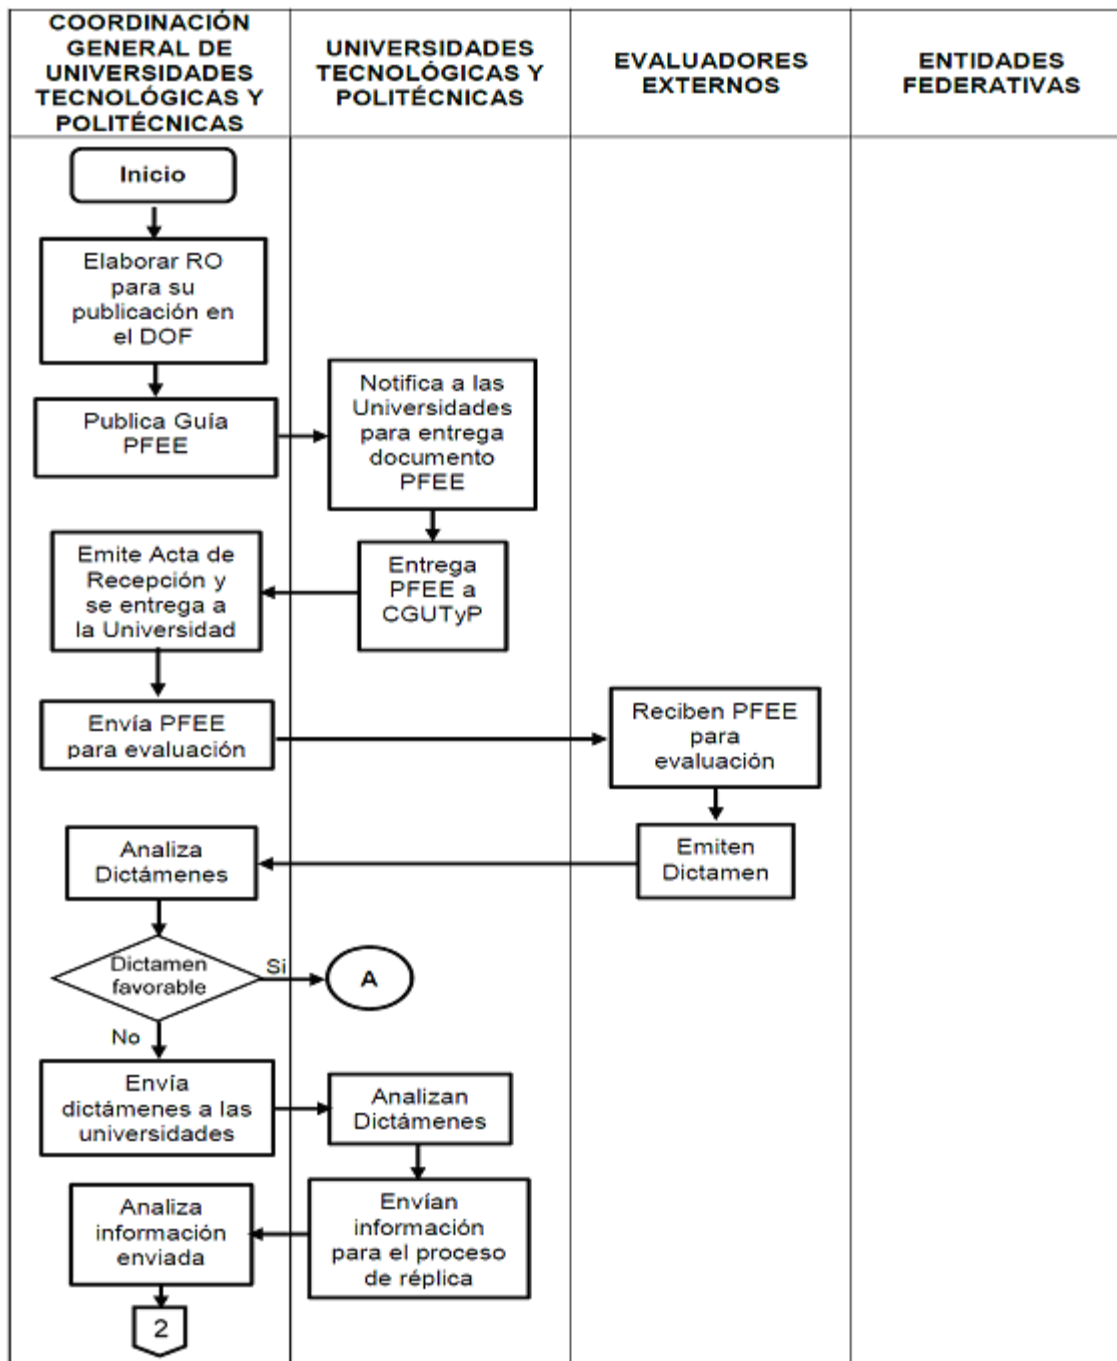 COORDINACIÓN
GENERAL DE
UNIVERSIDADES
TECNOLÓGICAS Y
POLITÉCNICAS
UNIVERSIDADES
TECNOLÓGICAS Y
POLITÉCNICAS
EVALUADORES
EXTERNOS
ENTIDADES
FEDERATIVAS
Inicio
Elaborar RO
para su
publicación en
el DOF
Publica Guía
PFEE
Notifica a las
Universidades
para entrega
documento
PFEE
Emite Acta de
Recepción y
se entrega a
la Universidad
Entrega
PFEE a
CGUTyP
Envía PFEE
para evaluación
Reciben PFEE
para
evaluación
Analiza
Dictámenes
Emiten
Dictamen
Dictamen
favorable
Si
A
No
Envía
dictámenes a las
universidades
Analizan
Dictámenes
Analiza
información
enviada
Envían
información
para el proceso
de réplica
2